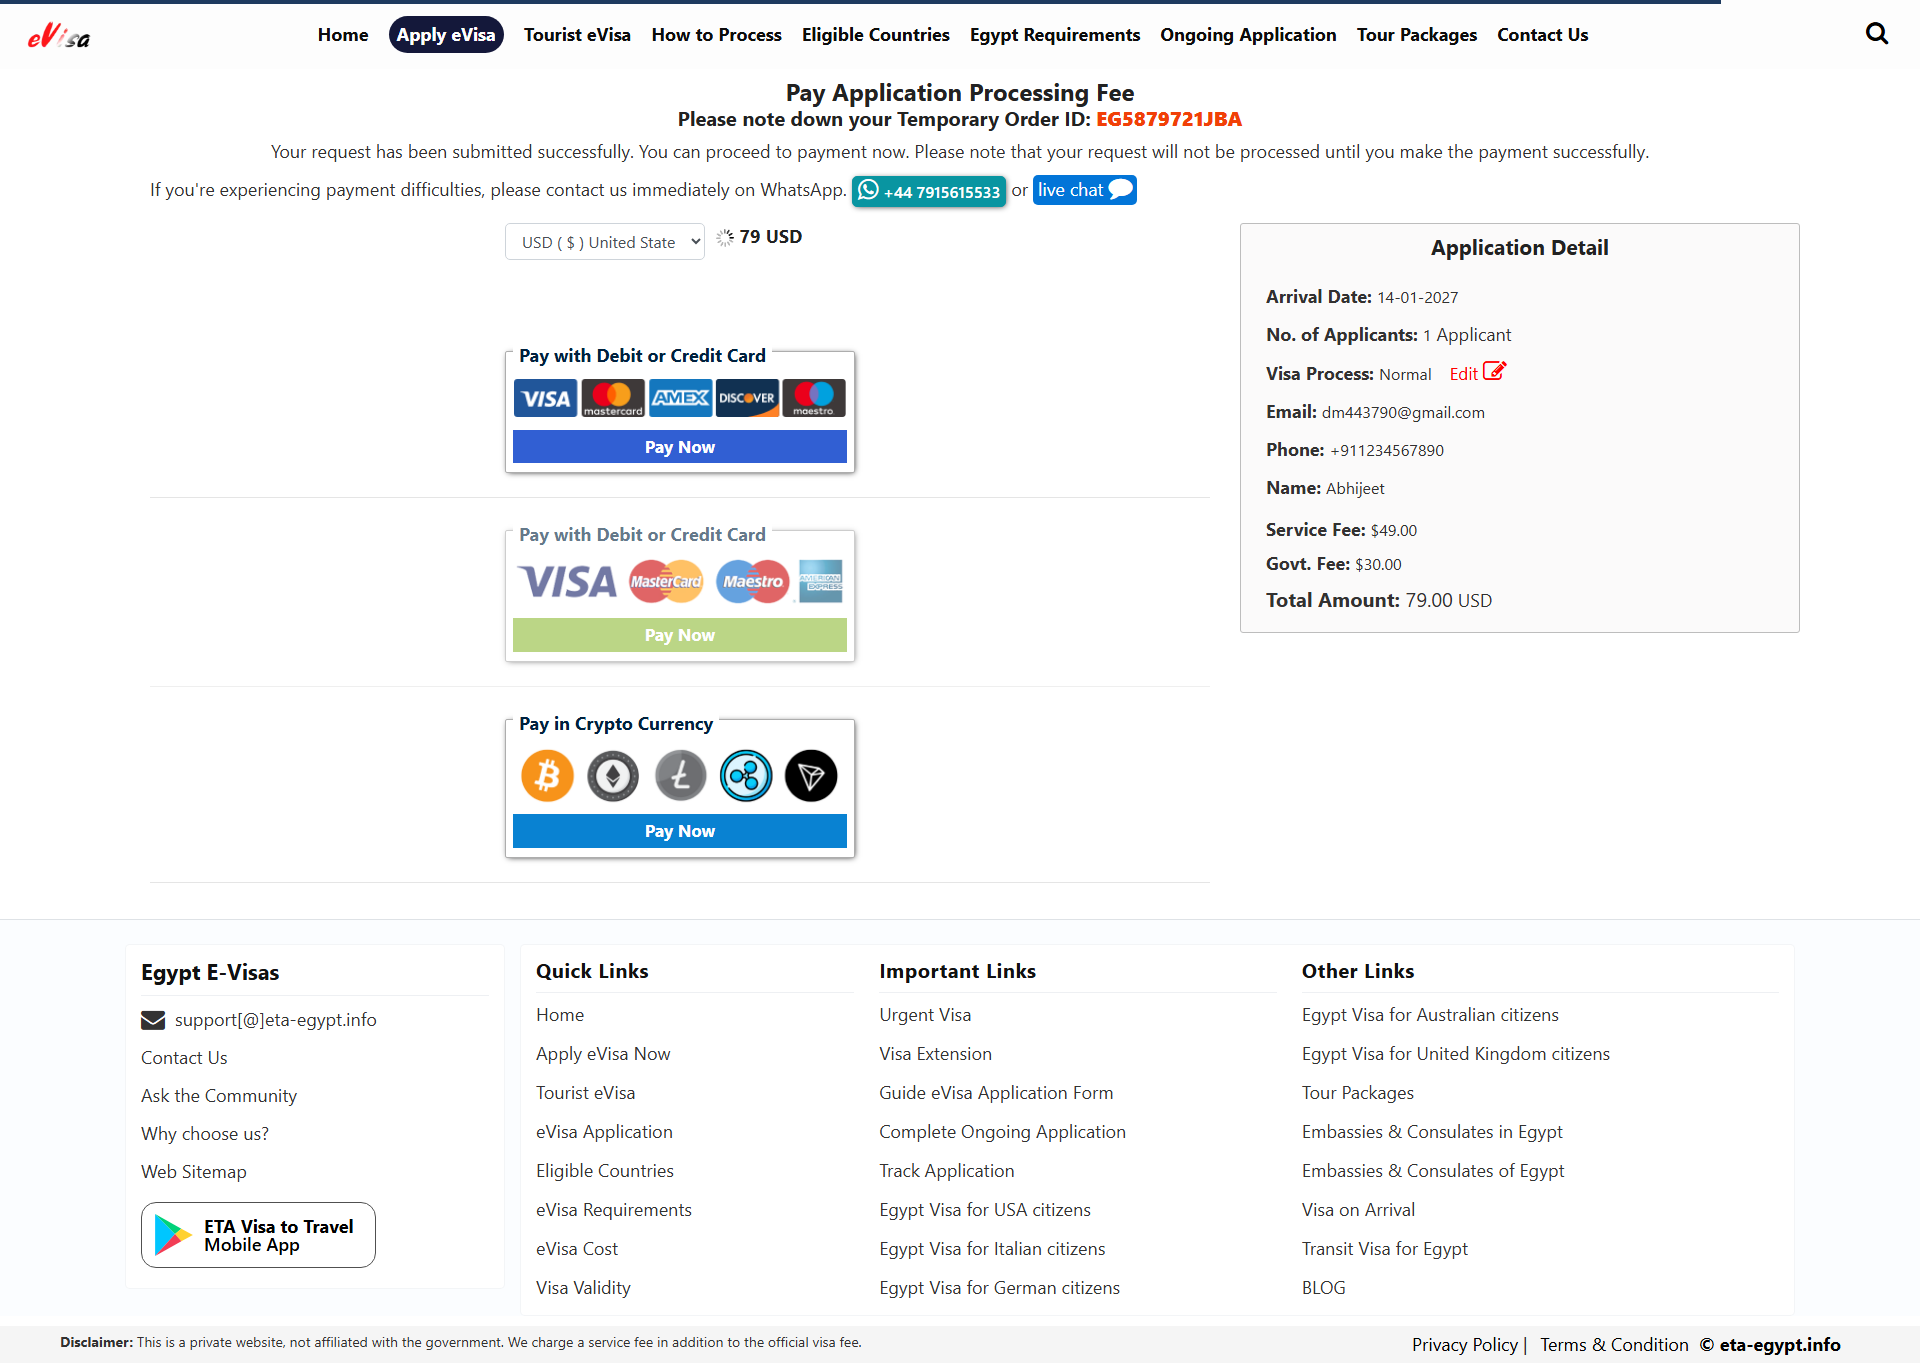 eVisa
Home Apply eVisa Tourist eVisa How to Process Eligible Countries Egypt Requirements Ongoing Application Tour Packages Contact Us
Pay Application Processing Fee
Please note down your Temporary Order ID: EG5879721JBA
Your request has been submitted successfully. You can proceed to payment now. Please note that your request will not be processed until you make the payment successfully.
If you're experiencing payment difficulties, please contact us immediately on WhatsApp. +44 7915615533 or live chat
USD ( $ ) United State 79 USD
Pay with Debit or Credit Card
VISA mastercard AMEX DISCOVER maestro
Pay Now
Pay with Debit or Credit Card
VISA MasterCard Maestro AMERICAN EXPRESS
Pay Now
Pay in Crypto Currency
Pay Now
Application Detail
Arrival Date: 14-01-2027
No. of Applicants: 1 Applicant
Visa Process: Normal Edit
Email: dm443790@gmail.com
Phone: +911234567890
Name: Abhijeet
Service Fee: $49.00
Govt. Fee: $30.00
Total Amount: 79.00 USD
Egypt E-Visas
support[@]eta-egypt.info
Contact Us
Ask the Community
Why choose us?
Web Sitemap
ETA Visa to Travel
Mobile App
Quick Links
Home
Apply eVisa Now
Tourist eVisa
eVisa Application
Eligible Countries
eVisa Requirements
eVisa Cost
Visa Validity
Important Links
Urgent Visa
Visa Extension
Guide eVisa Application Form
Complete Ongoing Application
Track Application
Egypt Visa for USA citizens
Egypt Visa for Italian citizens
Egypt Visa for German citizens
Other Links
Egypt Visa for Australian citizens
Egypt Visa for United Kingdom citizens
Tour Packages
Embassies & Consulates in Egypt
Embassies & Consulates of Egypt
Visa on Arrival
Transit Visa for Egypt
BLOG
Disclaimer: This is a private website, not affiliated with the government. We charge a service fee in addition to the official visa fee.
Privacy Policy | Terms & Condition © eta-egypt.info